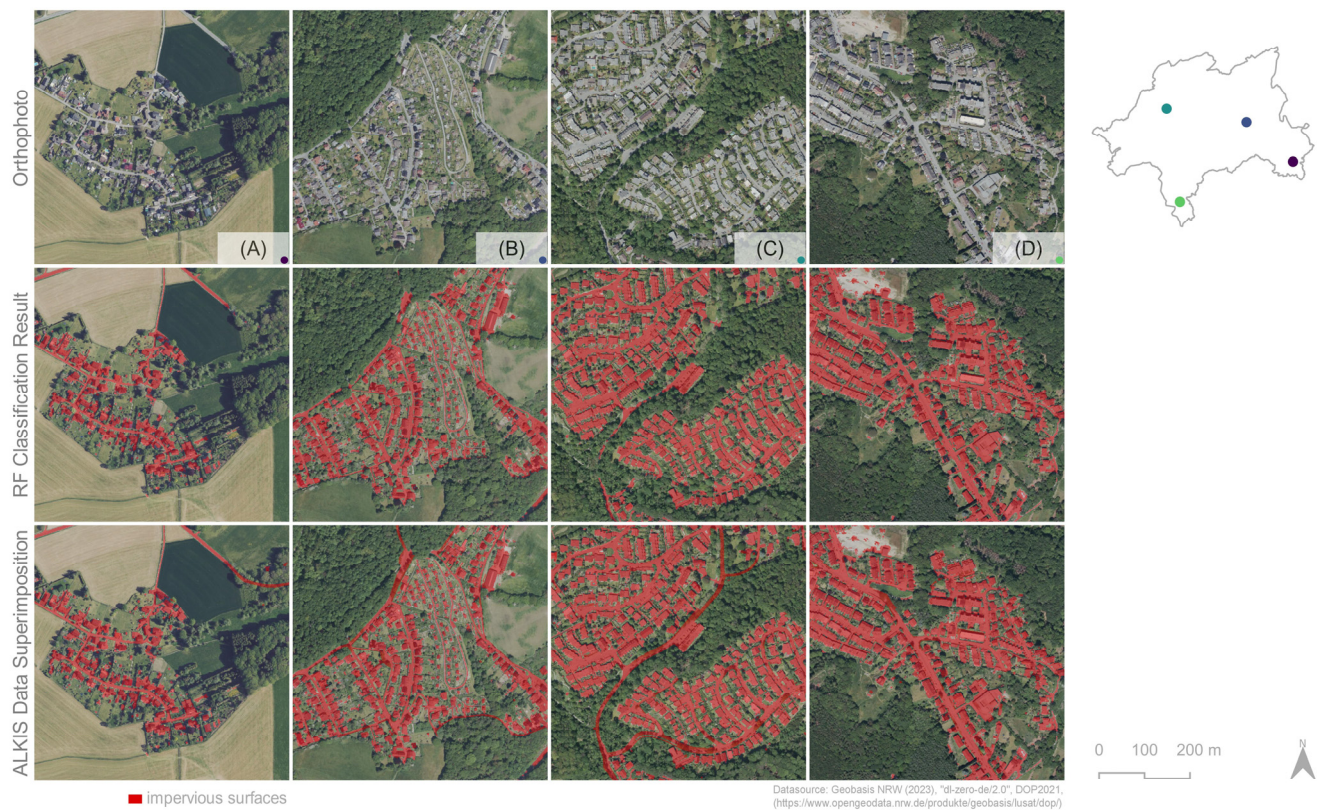 Orthophoto
(A)
(B)
(C)
(D)
RF Classification Result
ALKIS Data Superimposition
0 100 200 m
N
impervious surfaces
Datasource: Geobasis NRW (2023), "dl-zero-de/2.0", DOP2021,
(https://www.opengeodata.nrw.de/produkte/geobasis/lusat/dop/)